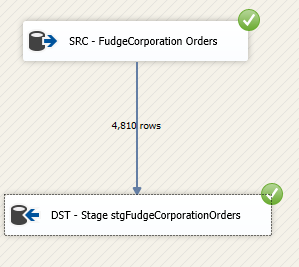 SRC - FudgeCorporation Orders
4,810 rows
DST - Stage stgFudgeCorporationOrders